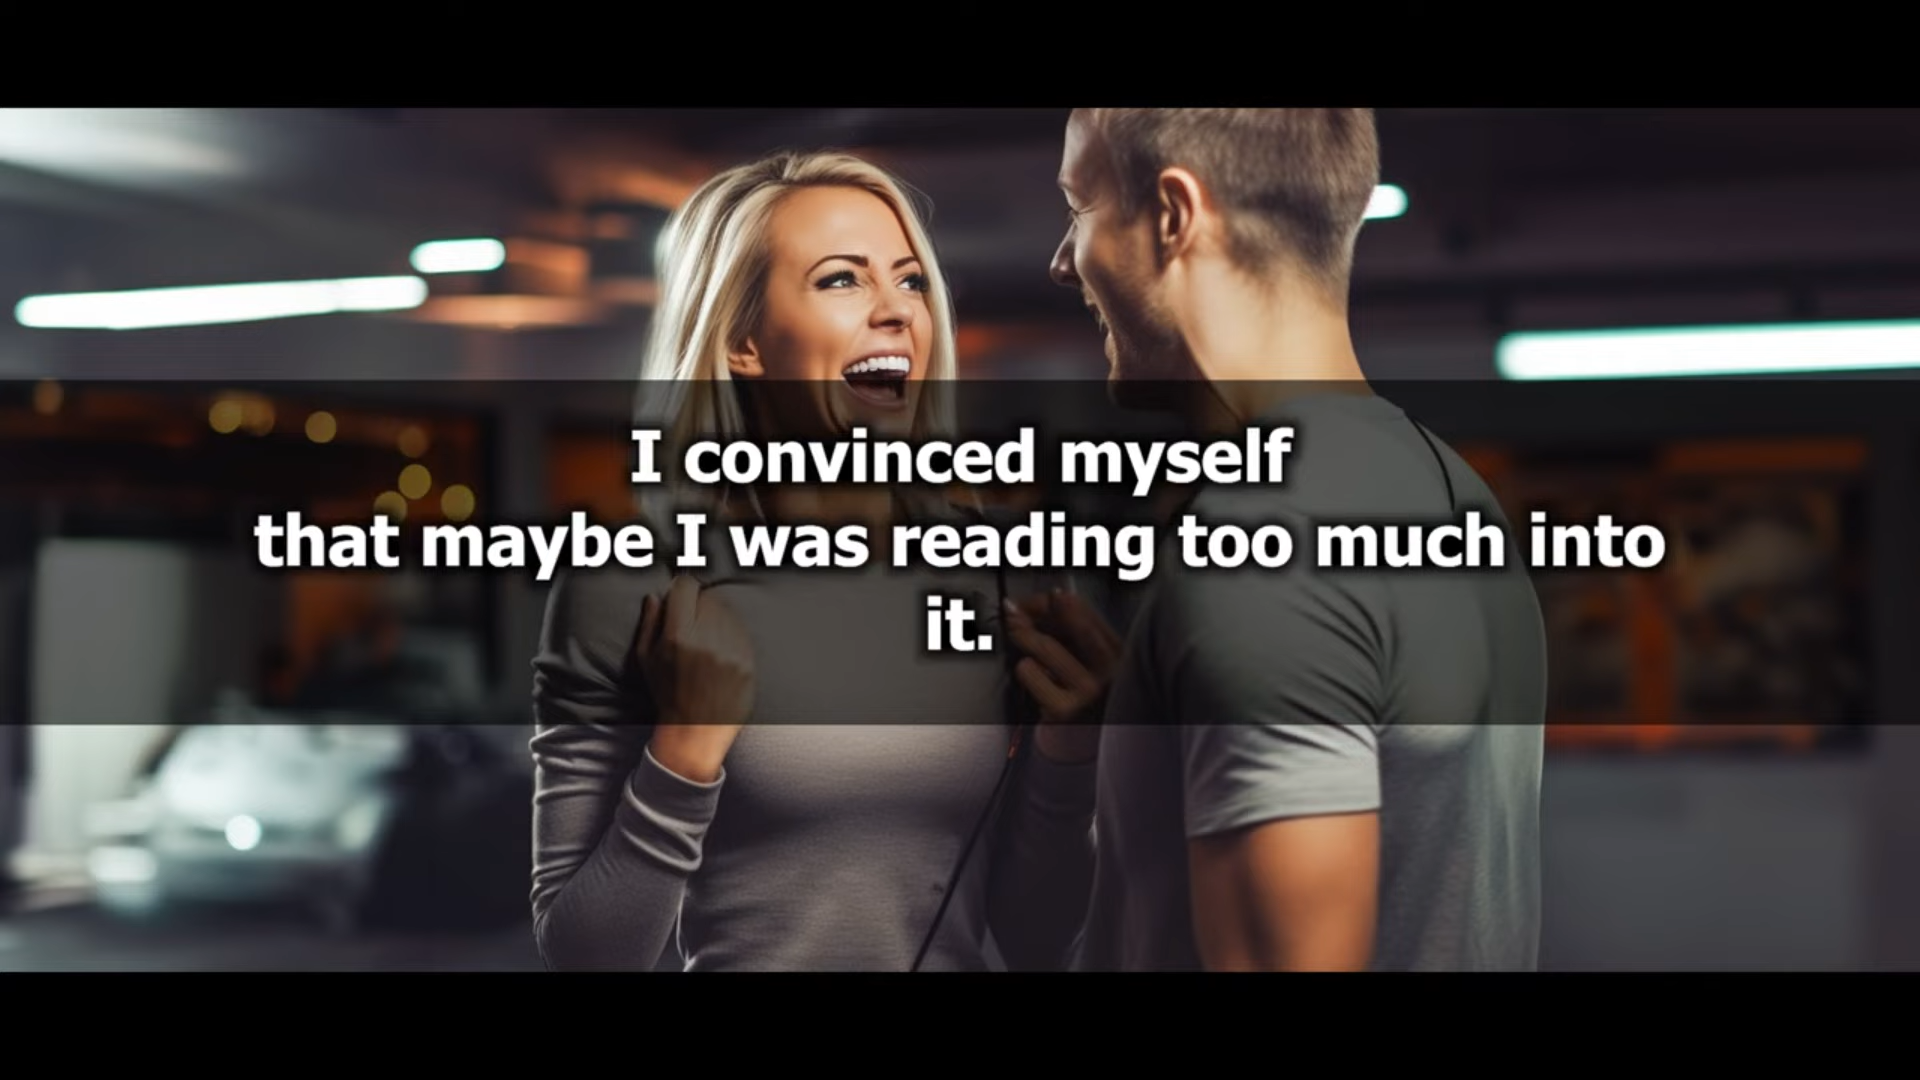 I convinced myself
that maybe I was reading too much into
it.